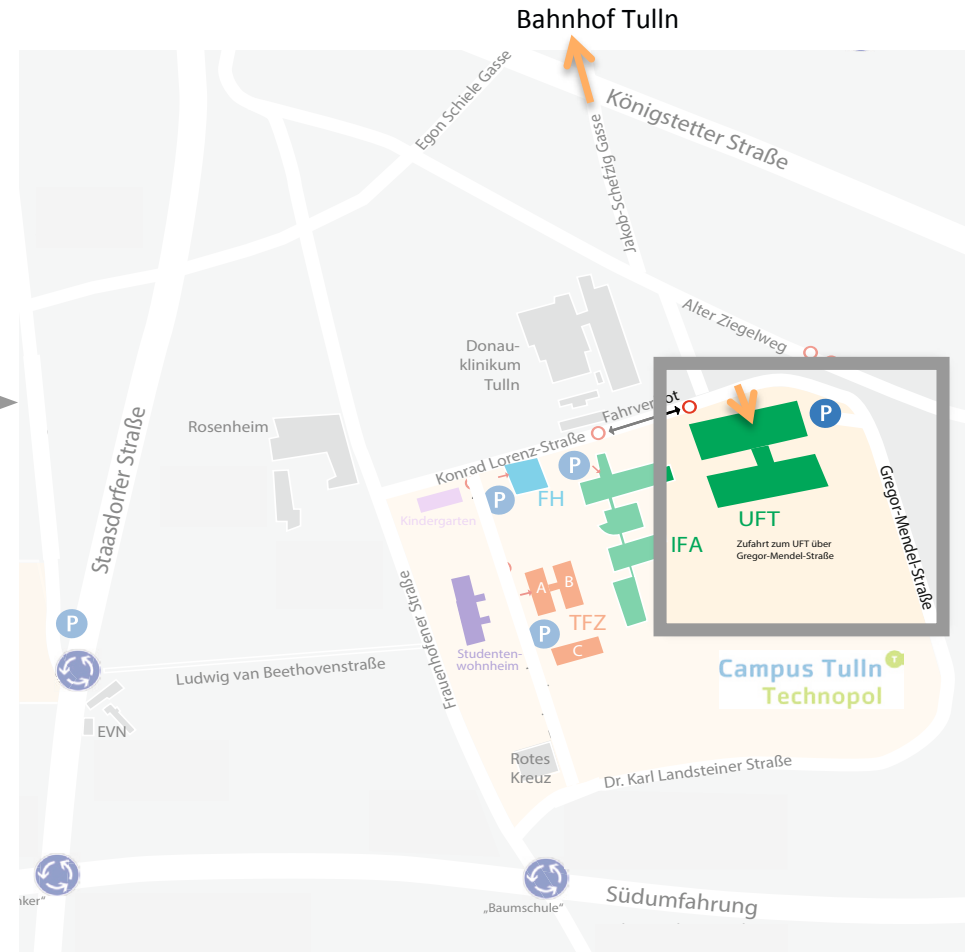 Bahnhof Tulln
Königstetter Straße
Egon Schiele Gasse
Jakob-Schefzig Gasse
Alter Ziegelweg
Donau-
klinikum
Tulln
Fahrverbot
Rosenheim
Staasdorfer Straße
Konrad Lorenz-Straße
P
P
P
FH
Kindergarten
UFT
Zufahrt zum UFT über
Gregor-Mendel-Straße
Gregor-Mendel-Straße
IFA
A
B
TFZ
P
C
P
Frauenhofener Straße
Studenten-
wohnheim
Ludwig van Beethovenstraße
Campus Tulln T
Technopol
EVN
Rotes
Kreuz
Dr. Karl Landsteiner Straße
nker“
„Baumschule“
Südumfahrung